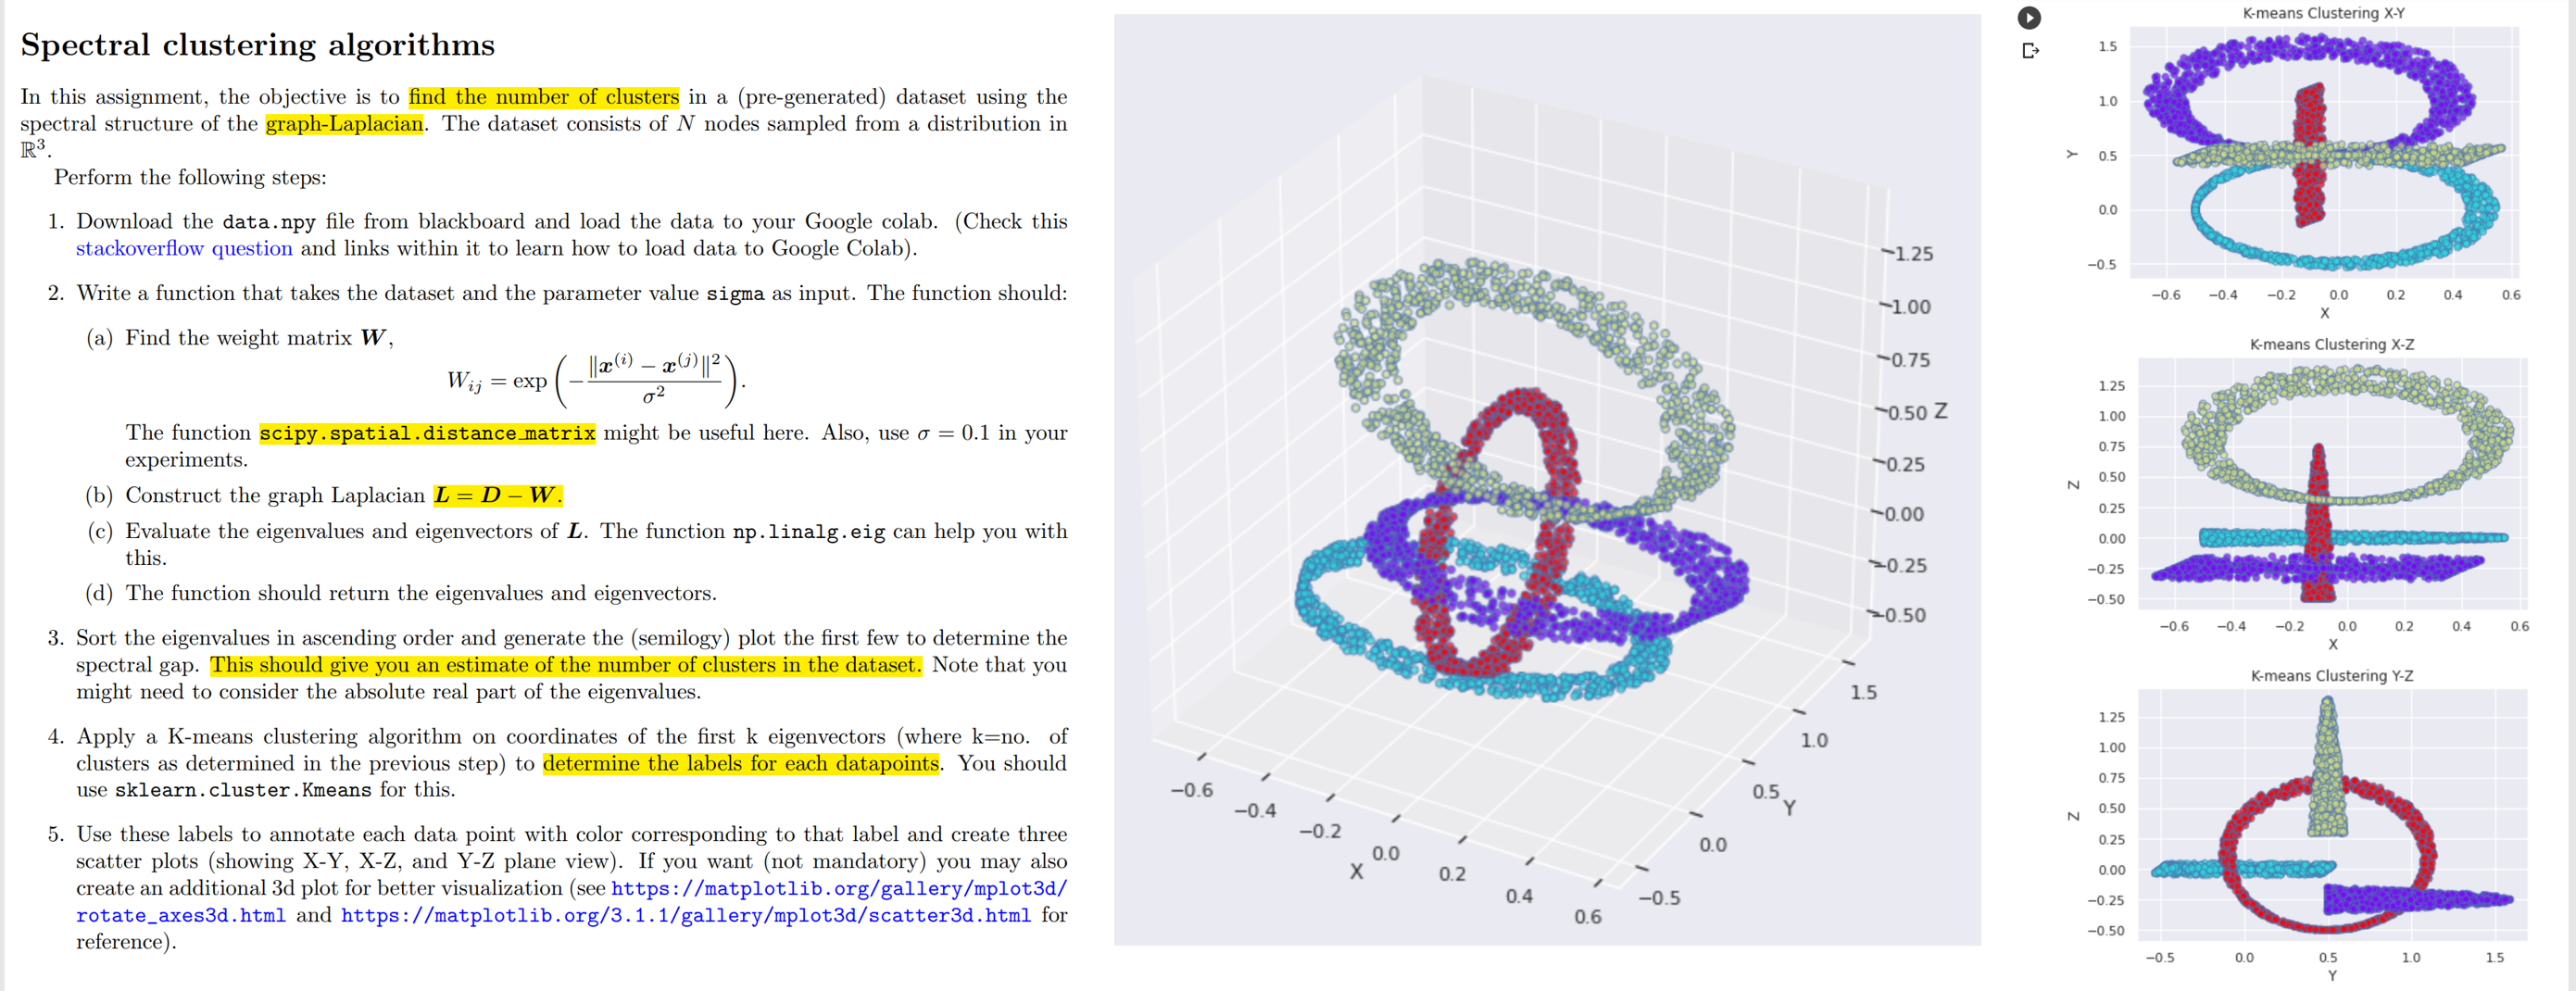 Spectral clustering algorithms
In this assignment, the objective is to find the number of clusters in a (pre-generated) dataset using the
spectral structure of the graph-Laplacian. The dataset consists of N nodes sampled from a distribution in
ℝ³.
Perform the following steps:
1. Download the data.npy file from blackboard and load the data to your Google colab. (Check this
stackoverflow question and links within it to learn how to load data to Google Colab).
2. Write a function that takes the dataset and the parameter value sigma as input. The function should:
(a) Find the weight matrix W,
W_{ij} = exp(−‖x^{(i)} − x^{(j)}‖²/σ²).
The function scipy.spatial.distance_matrix might be useful here. Also, use σ = 0.1 in your
experiments.
(b) Construct the graph Laplacian L = D − W.
(c) Evaluate the eigenvalues and eigenvectors of L. The function np.linalg.eig can help you with
this.
(d) The function should return the eigenvalues and eigenvectors.
3. Sort the eigenvalues in ascending order and generate the (semilogy) plot the first few to determine the
spectral gap. This should give you an estimate of the number of clusters in the dataset. Note that you
might need to consider the absolute real part of the eigenvalues.
4. Apply a K-means clustering algorithm on coordinates of the first k eigenvectors (where k=no. of
clusters as determined in the previous step) to determine the labels for each datapoints. You should
use sklearn.cluster.Kmeans for this.
5. Use these labels to annotate each data point with color corresponding to that label and create three
scatter plots (showing X-Y, X-Z, and Y-Z plane view). If you want (not mandatory) you may also
create an additional 3d plot for better visualization (see https://matplotlib.org/gallery/mplot3d/
rotate_axes3d.html and https://matplotlib.org/3.1.1/gallery/mplot3d/scatter3d.html for
reference).
1.25
1.00
0.75
0.50 Z
0.25
0.00
−0.25
−0.50
1.5
1.0
0.5 Y
0.0
−0.5
−0.6
−0.4
−0.2
0.0
X
0.2
0.4
0.6
K-means Clustering X-Y
1.5
1.0
Y
0.5
0.0
−0.5
−0.6 −0.4 −0.2 0.0 0.2 0.4 0.6
X
K-means Clustering X-Z
1.25
1.00
0.75
Z
0.50
0.25
0.00
−0.25
−0.50
−0.6 −0.4 −0.2 0.0 0.2 0.4 0.6
X
K-means Clustering Y-Z
1.25
1.00
0.75
Z
0.50
0.25
0.00
−0.25
−0.50
−0.5 0.0 0.5 1.0 1.5
Y